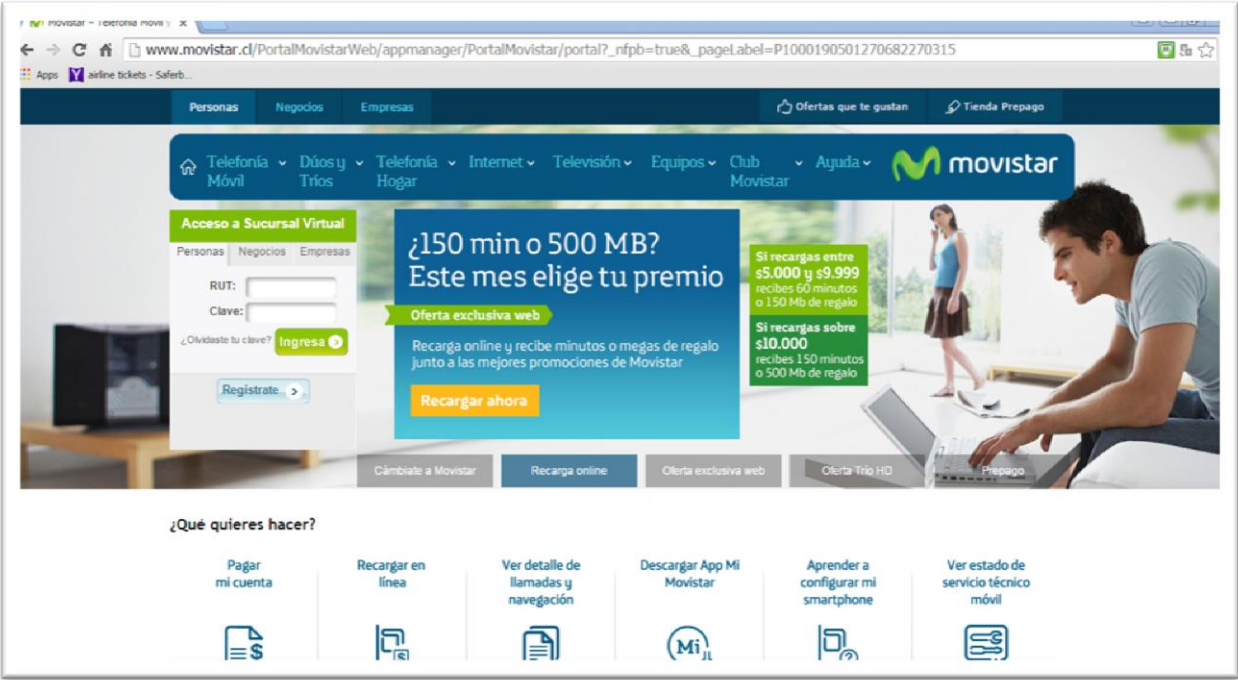 Movistar – Telefonía Móvil y
www.movistar.cl/PortalMovistarWeb/appmanager/PortalMovistar/portal?_nfpb=true&_pageLabel=P1000190501270682270315
Apps airline tickets - Saferb...
Personas Negocios Empresas Ofertas que te gustan Tienda Prepago
Telefonía Móvil Dúos y Tríos Telefonía Hogar Internet Televisión Equipos Club Movistar Ayuda movistar
Acceso a Sucursal Virtual
Personas Negocios Empresas
RUT:
Clave:
¿Olvidaste tu clave? Ingresa
Regístrate
¿150 min o 500 MB?
Este mes elige tu premio
Oferta exclusiva web
Recarga online y recibe minutos o megas de regalo
junto a las mejores promociones de Movistar
Recargar ahora
Si recargas entre
$5.000 y $9.999
recibes 60 minutos
o 150 Mb de regalo
Si recargas sobre
$10.000
recibes 150 minutos
o 500 Mb de regalo
Cámbiate a Movistar Recarga online Oferta exclusiva web Oferta Trío HD Prepago
¿Qué quieres hacer?
Pagar
mi cuenta
Recargar en
línea
Ver detalle de
llamadas y
navegación
Descargar App Mi
Movistar
Aprender a
configurar mi
smartphone
Ver estado de
servicio técnico
móvil
$
$
Mi
?